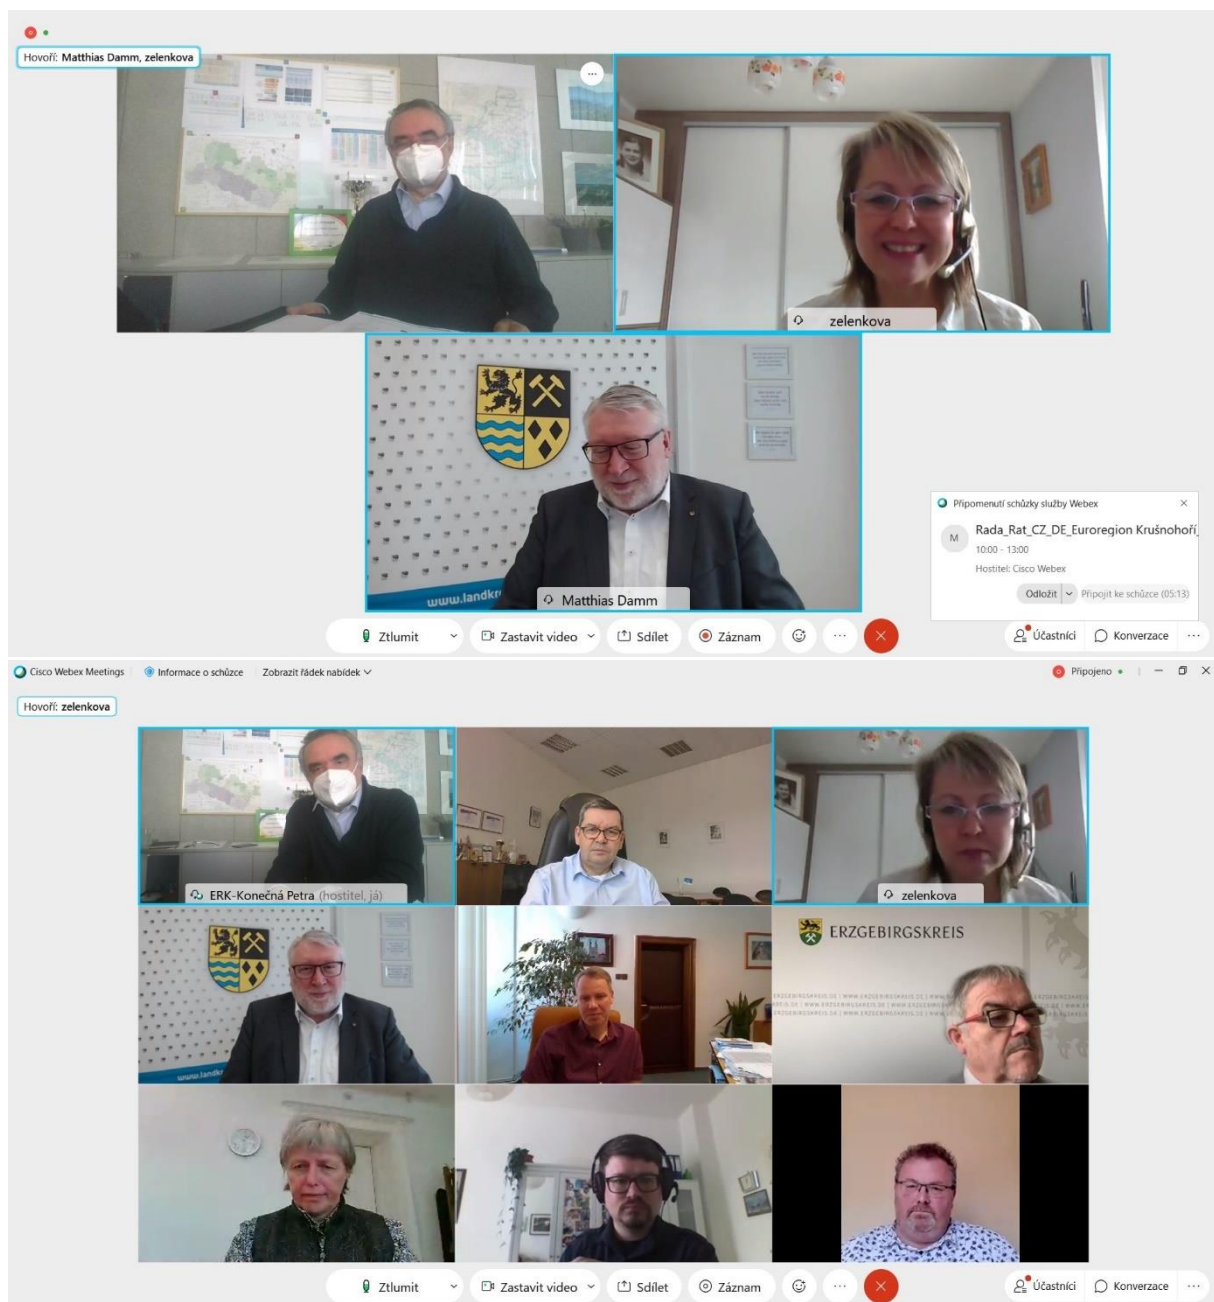 Hovoří: Matthias Damm, zelenkova
zelenkova
www.landkr
Matthias Damm
Připomenutí schůzky služby Webex
M
Rada_Rat_CZ_DE_Euroregion Krušnohoří_
10:00 - 13:00
Hostitel: Cisco Webex
Odložit
Připojit ke schůzce (05:13)
Ztlumit
Zastavit video
Sdílet
Záznam
Účastníci
Konverzace
Cisco Webex Meetings
Informace o schůzce
Zobrazit řádek nabídek
Připojeno
Hovoří: zelenkova
ERK-Konečná Petra (hostitel, já)
zelenkova
www.landk
ERZGEBIRGSKREIS
Ztlumit
Zastavit video
Sdílet
Záznam
Účastníci
Konverzace